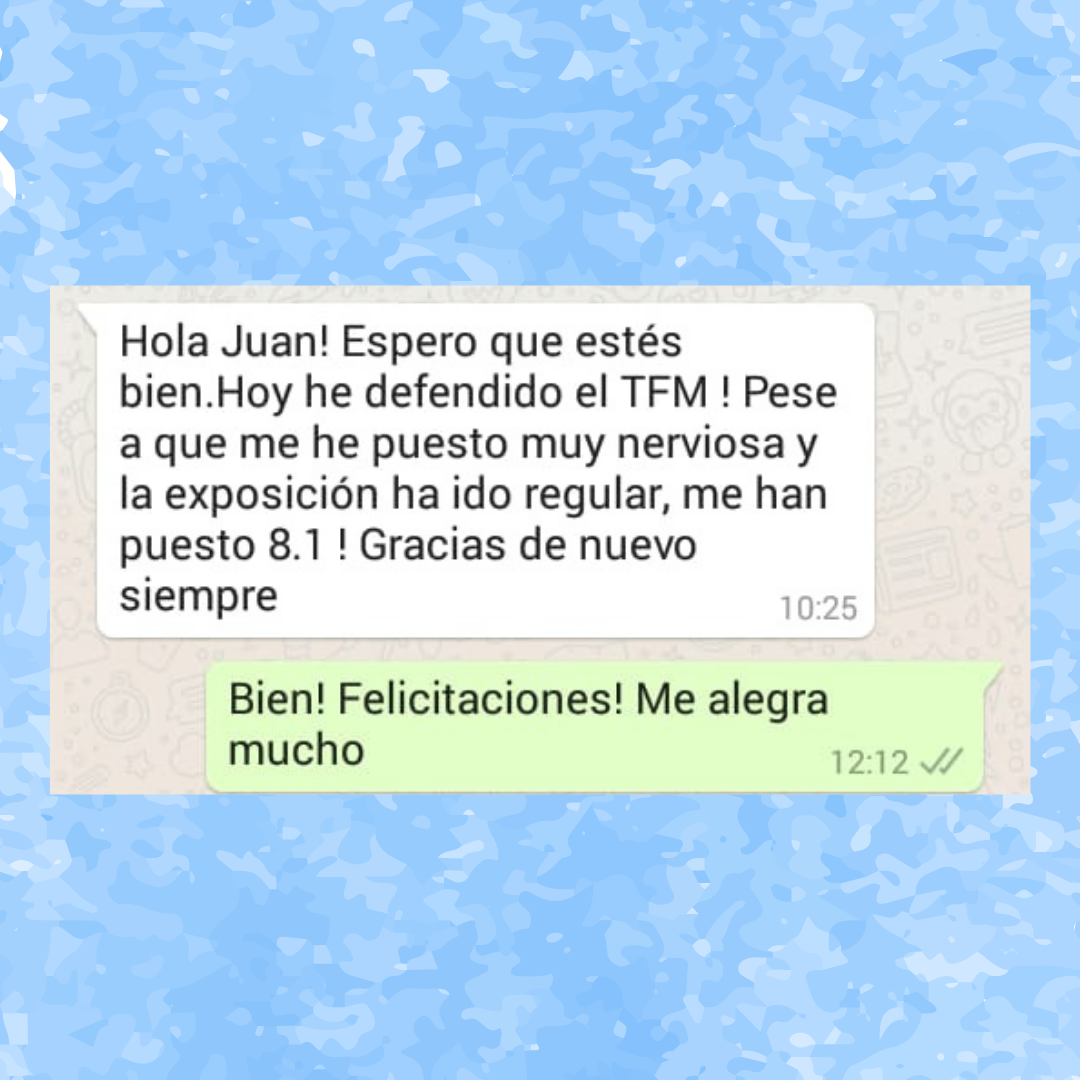 Hola Juan! Espero que estés
bien.Hoy he defendido el TFM ! Pese
a que me he puesto muy nerviosa y
la exposición ha ido regular, me han
puesto 8.1 ! Gracias de nuevo
siempre
10:25
Bien! Felicitaciones! Me alegra
mucho
12:12